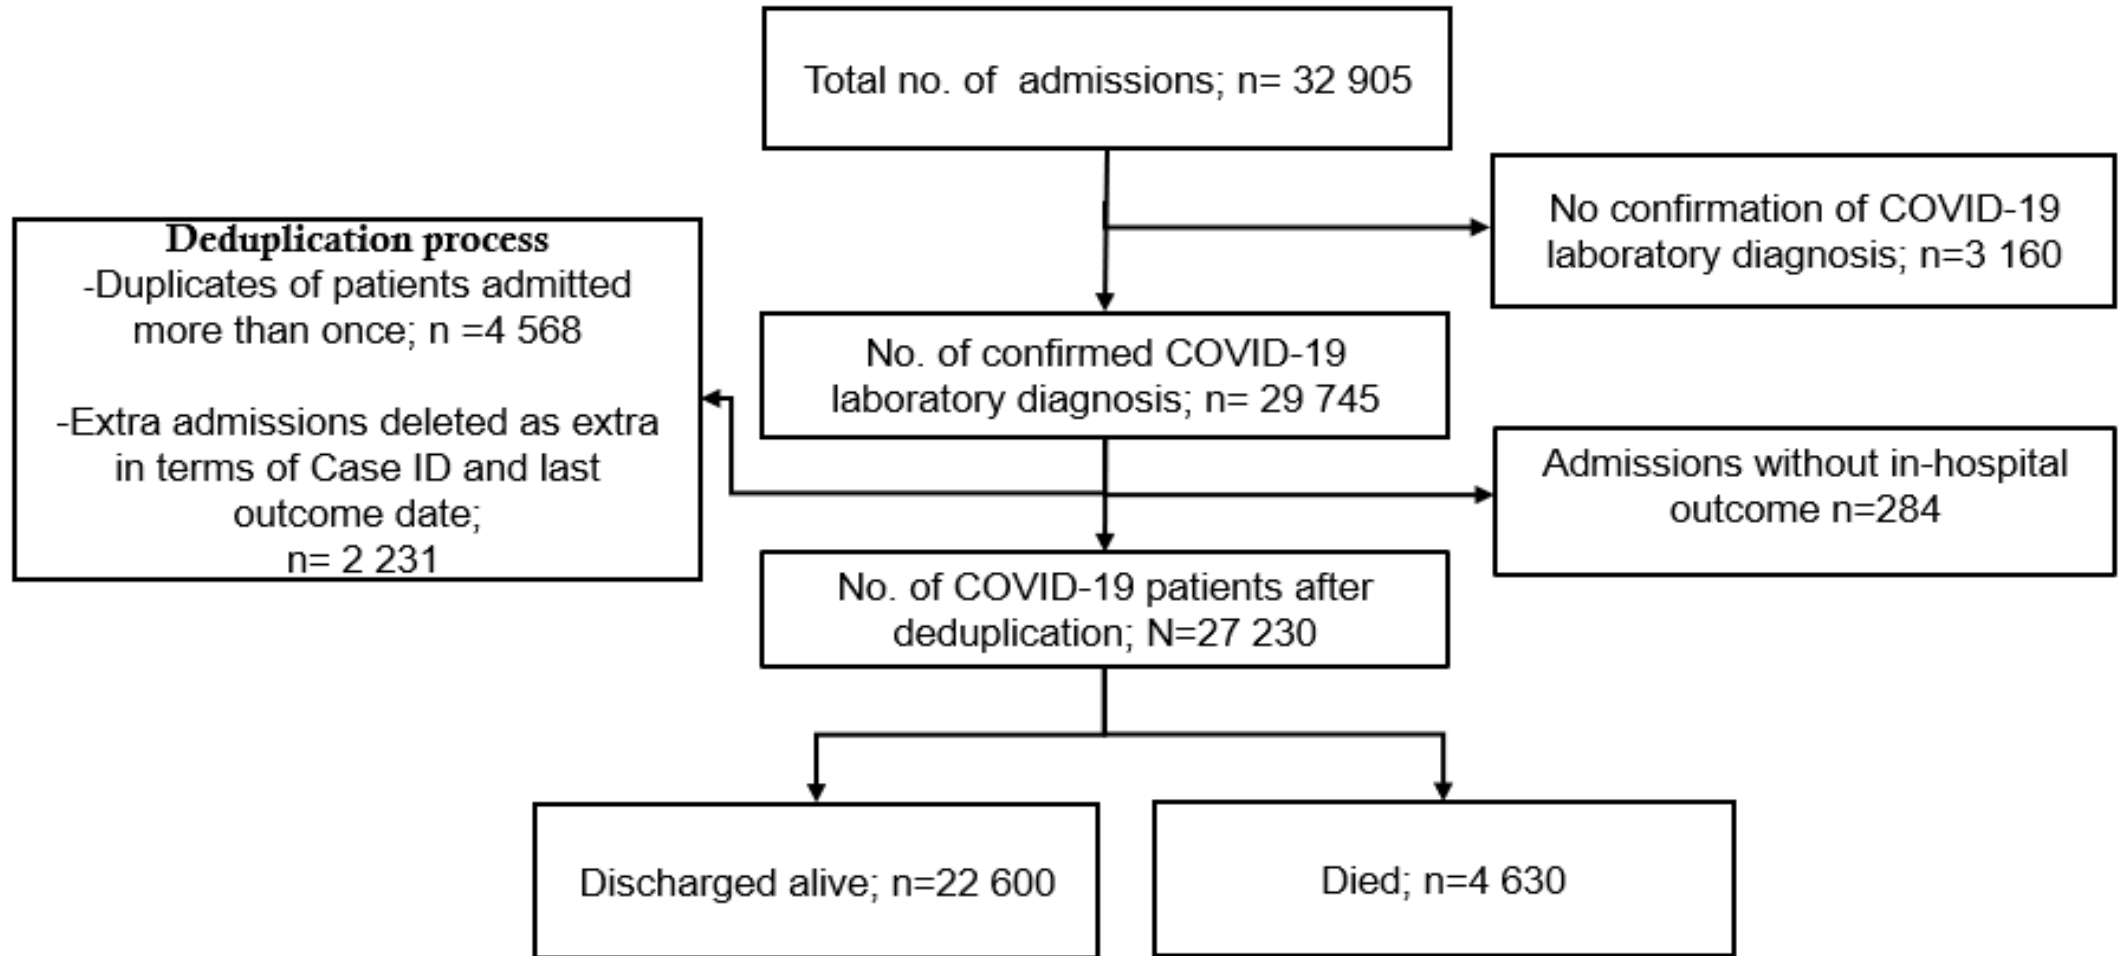 Total no. of  admissions; n= 32 905
No confirmation of COVID-19
laboratory diagnosis; n=3 160
Deduplication process
-Duplicates of patients admitted
more than once; n =4 568
-Extra admissions deleted as extra
in terms of Case ID and last
outcome date;
n= 2 231
No. of confirmed COVID-19
laboratory diagnosis; n= 29 745
Admissions without in-hospital
outcome n=284
No. of COVID-19 patients after
deduplication; N=27 230
Discharged alive; n=22 600
Died; n=4 630